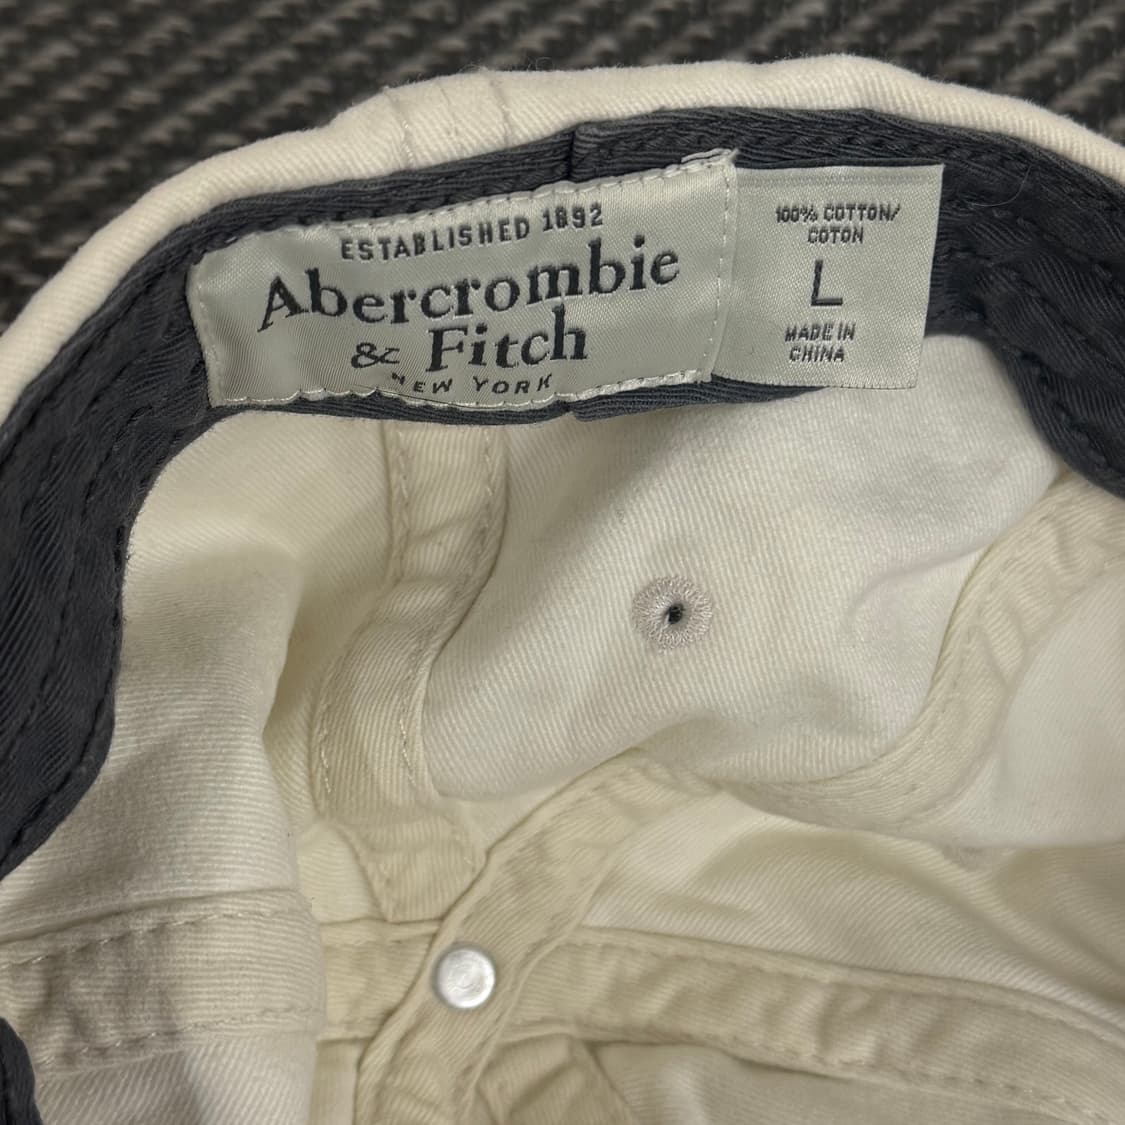 ESTABLISHED 1892
Abercrombie
& Fitch
NEW YORK
100% COTTON/
COTON
L
MADE IN
CHINA